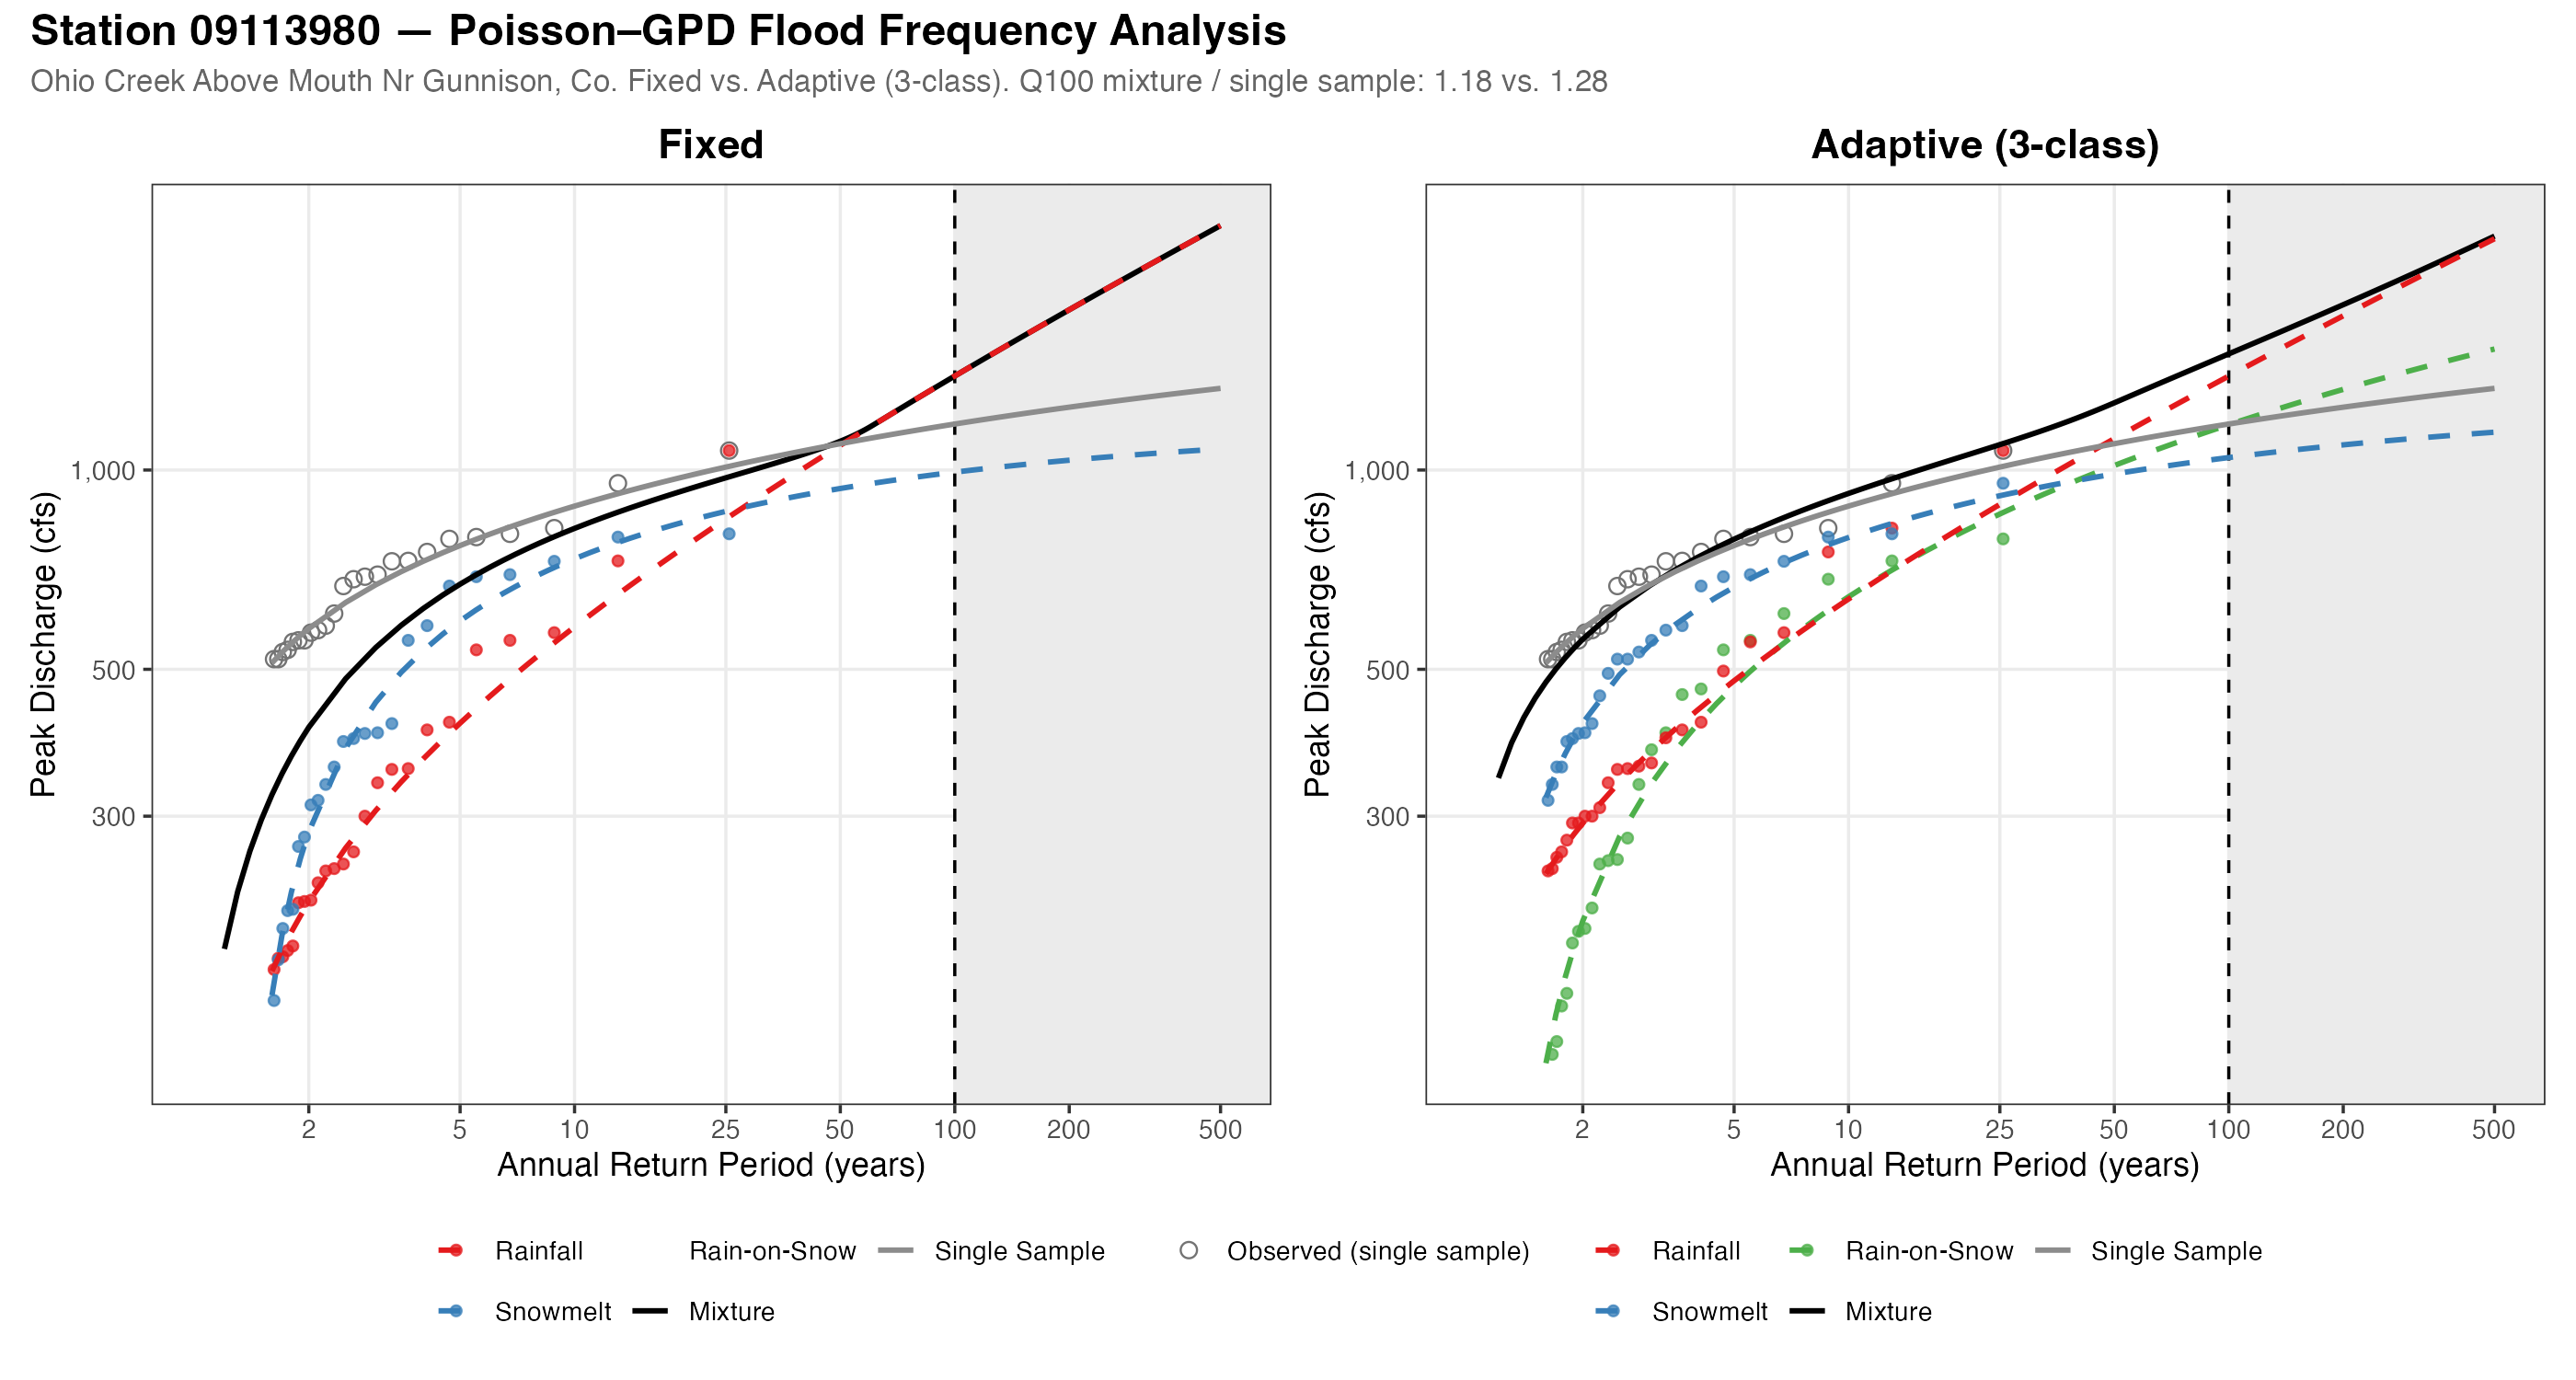 Station 09113980 — Poisson–GPD Flood Frequency Analysis
Ohio Creek Above Mouth Nr Gunnison, Co. Fixed vs. Adaptive (3-class). Q100 mixture / single sample: 1.18 vs. 1.28
Fixed
Peak Discharge (cfs)
1,000
500
300
2 5 10 25 50 100 200 500
Annual Return Period (years)
Adaptive (3-class)
Peak Discharge (cfs)
1,000
500
300
2 5 10 25 50 100 200 500
Annual Return Period (years)
Rainfall Rain-on-Snow Single Sample Observed (single sample)
Snowmelt Mixture
Rainfall Rain-on-Snow Single Sample
Snowmelt Mixture